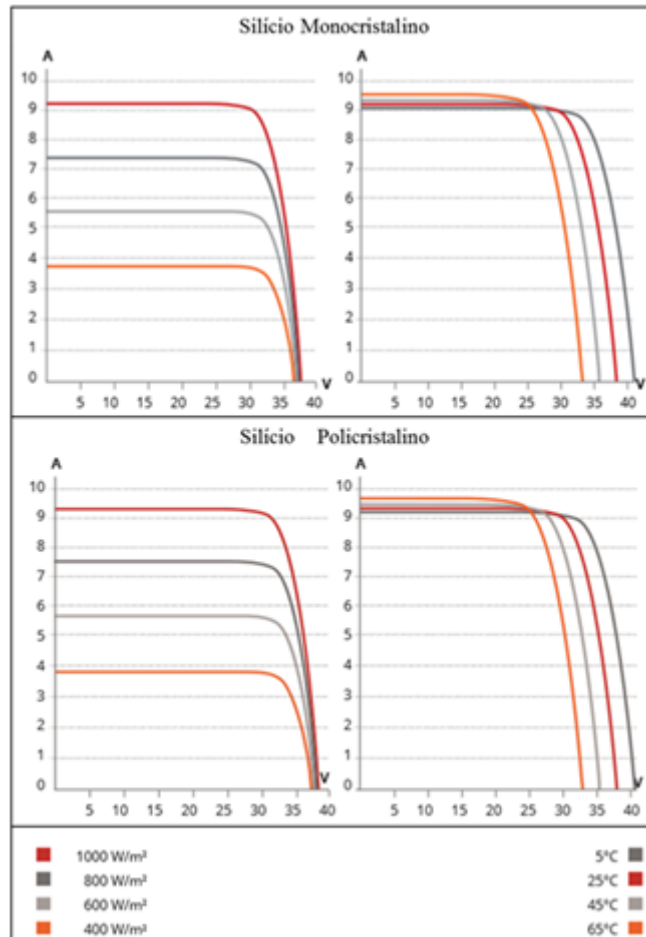 Silício Monocristalino
A A
10 10
9 9
8 8
7 7
6 6
5 5
4 4
3 3
2 2
1 1
0 V 0 V
5 10 15 20 25 30 35 40 5 10 15 20 25 30 35 40
Silício Policristalino
A A
10 10
9 9
8 8
7 7
6 6
5 5
4 4
3 3
2 2
1 1
0 V 0 V
5 10 15 20 25 30 35 40 5 10 15 20 25 30 35 40
1000 W/m² 5°C
800 W/m² 25°C
600 W/m² 45°C
400 W/m² 65°C